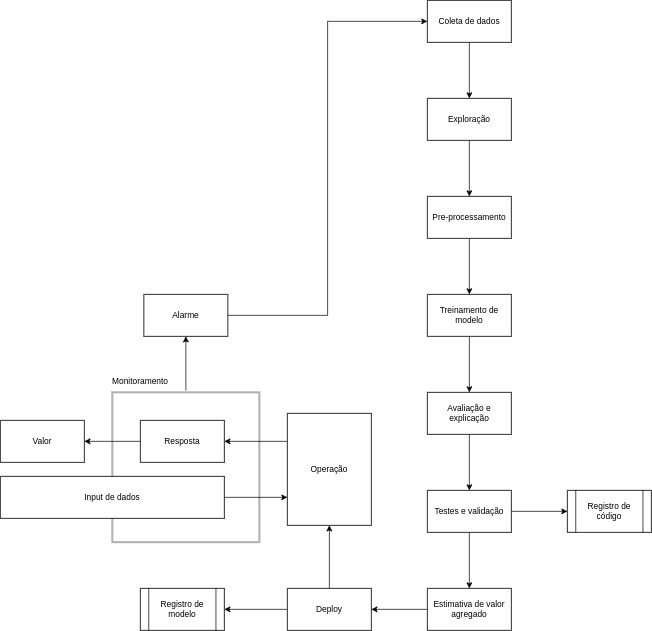 Coleta de dados
Exploração
Pre-processamento
Alarme
Treinamento de
modelo
Monitoramento
Avaliação e
explicação
Valor
Resposta
Operação
Input de dados
Testes e validação
Registro de
código
Registro de
modelo
Deploy
Estimativa de valor
agregado